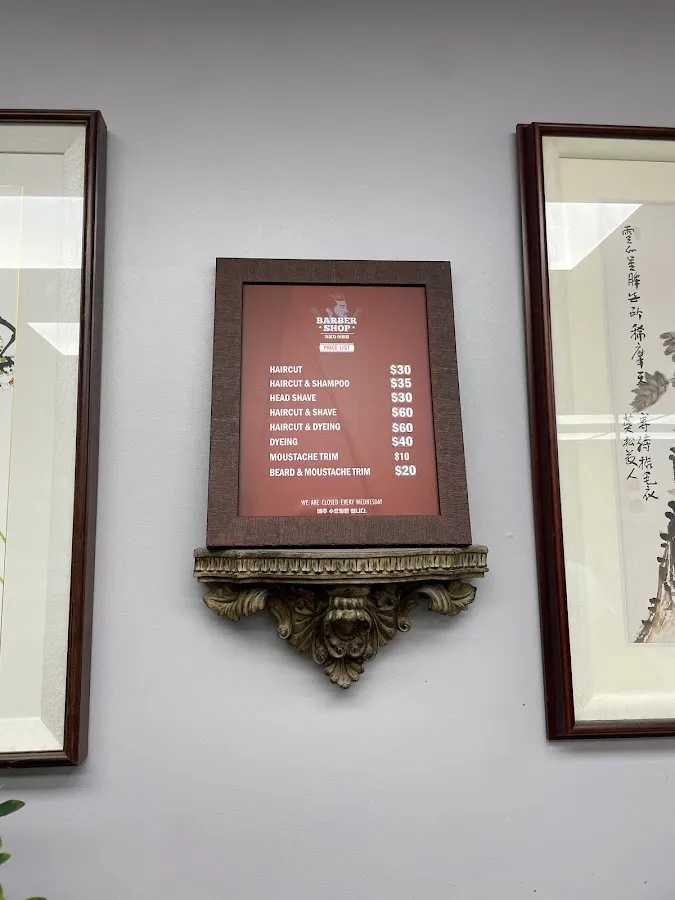 BARBER
SHOP
PRICE LIST
HAIRCUT $30
HAIRCUT & SHAMPOO $35
HEAD SHAVE $30
HAIRCUT & SHAVE $60
HAIRCUT & DYEING $60
DYEING $40
MOUSTACHE TRIM $10
BEARD & MOUSTACHE TRIM $20
WE ARE CLOSED EVERY WEDNESDAY
매주 수요일은 쉽니다.